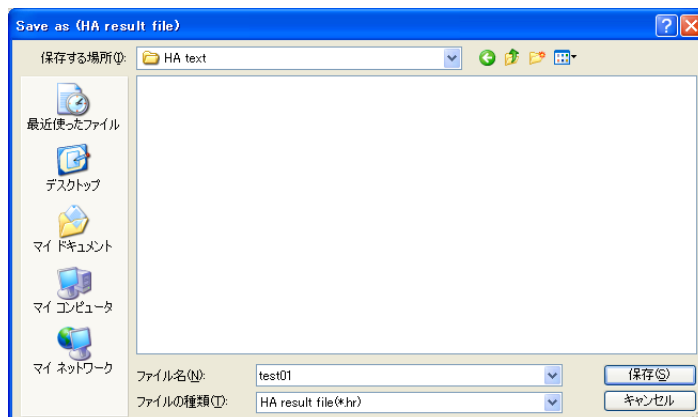 Save as (HA result file)
保存する場所(I):
HA text
最近使ったファイル
デスクトップ
マイ ドキュメント
マイ コンピュータ
マイ ネットワーク
ファイル名(N):
test01
保存(S)
ファイルの種類(T):
HA result file(*.hr)
キャンセル